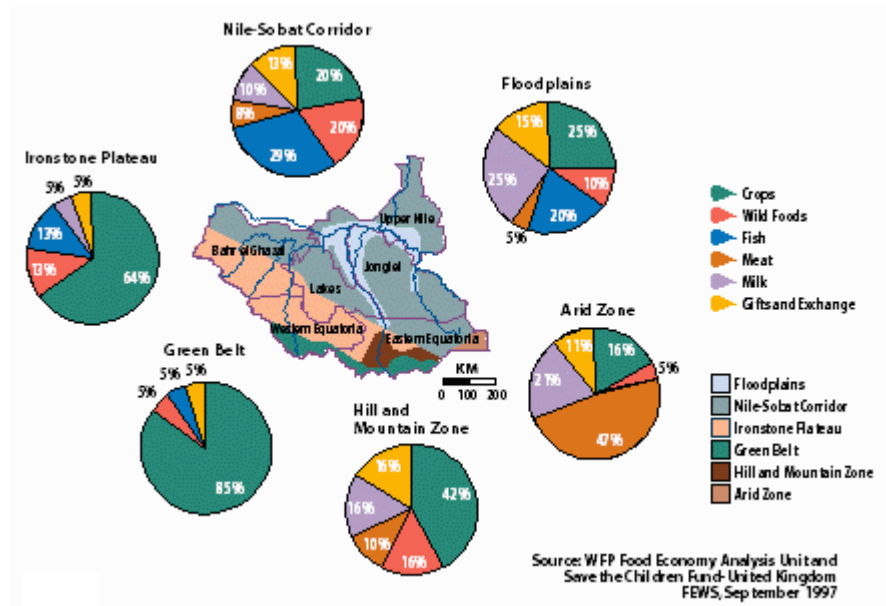 Nile-Sobat Corridor
13%
20%
10%
8%
20%
29%
Floodplains
15%
25%
25%
10%
5%
20%
Ironstone Plateau
5%
5%
13%
13%
64%
Crops
Wild Foods
Fish
Meat
Milk
Gifts and Exchange
Upper Nile
Bahr el Ghazal
Jonglei
Lakes
Western Equatoria
Eastern Equatoria
KM
0 100 200
Arid Zone
11%
16%
5%
21%
47%
Green Belt
5%
5%
5%
85%
Hill and
Mountain Zone
16%
42%
16%
10%
16%
Floodplains
Nile-Sobat Corridor
Ironstone Plateau
Green Belt
Hill and Mountain Zone
Arid Zone
Source: WFP Food Economy Analysis Unit and
Save the Children Fund-United Kingdom
FEWS, September 1997